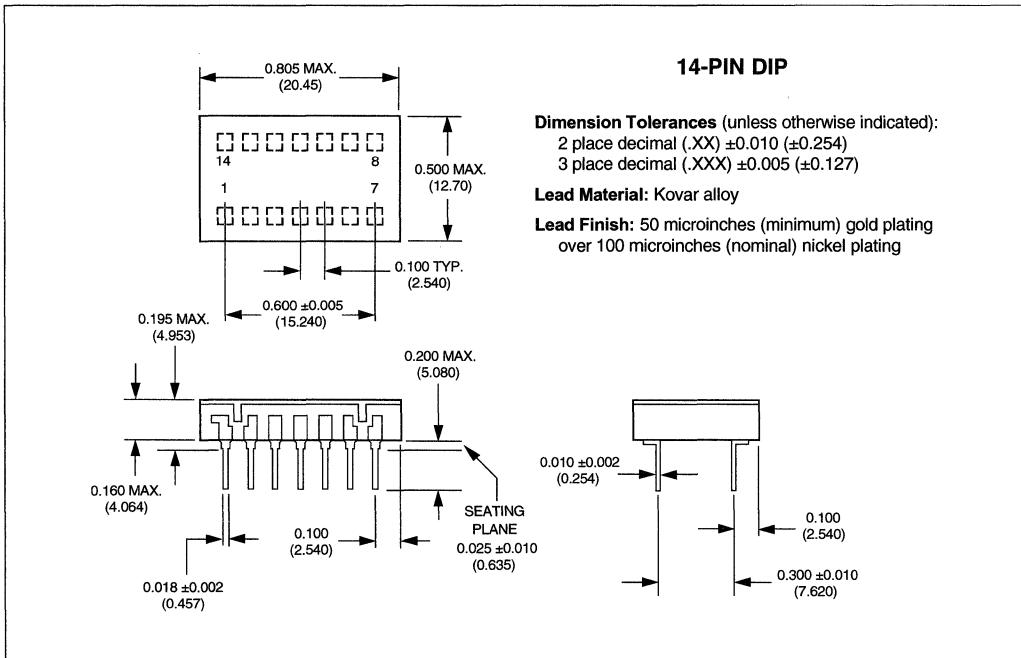 14-PIN DIP
Dimension Tolerances (unless otherwise indicated):
2 place decimal (.XX) ±0.010 (±0.254)
3 place decimal (.XXX) ±0.005 (±0.127)
Lead Material: Kovar alloy
Lead Finish: 50 microinches (minimum) gold plating
over 100 microinches (nominal) nickel plating
0.805 MAX.
(20.45)
14
8
1
7
0.500 MAX.
(12.70)
0.100 TYP.
(2.540)
0.600 ±0.005
(15.240)
0.195 MAX.
(4.953)
0.200 MAX.
(5.080)
0.160 MAX.
(4.064)
SEATING
PLANE
0.025 ±0.010
(0.635)
0.100
(2.540)
0.018 ±0.002
(0.457)
0.010 ±0.002
(0.254)
0.100
(2.540)
0.300 ±0.010
(7.620)